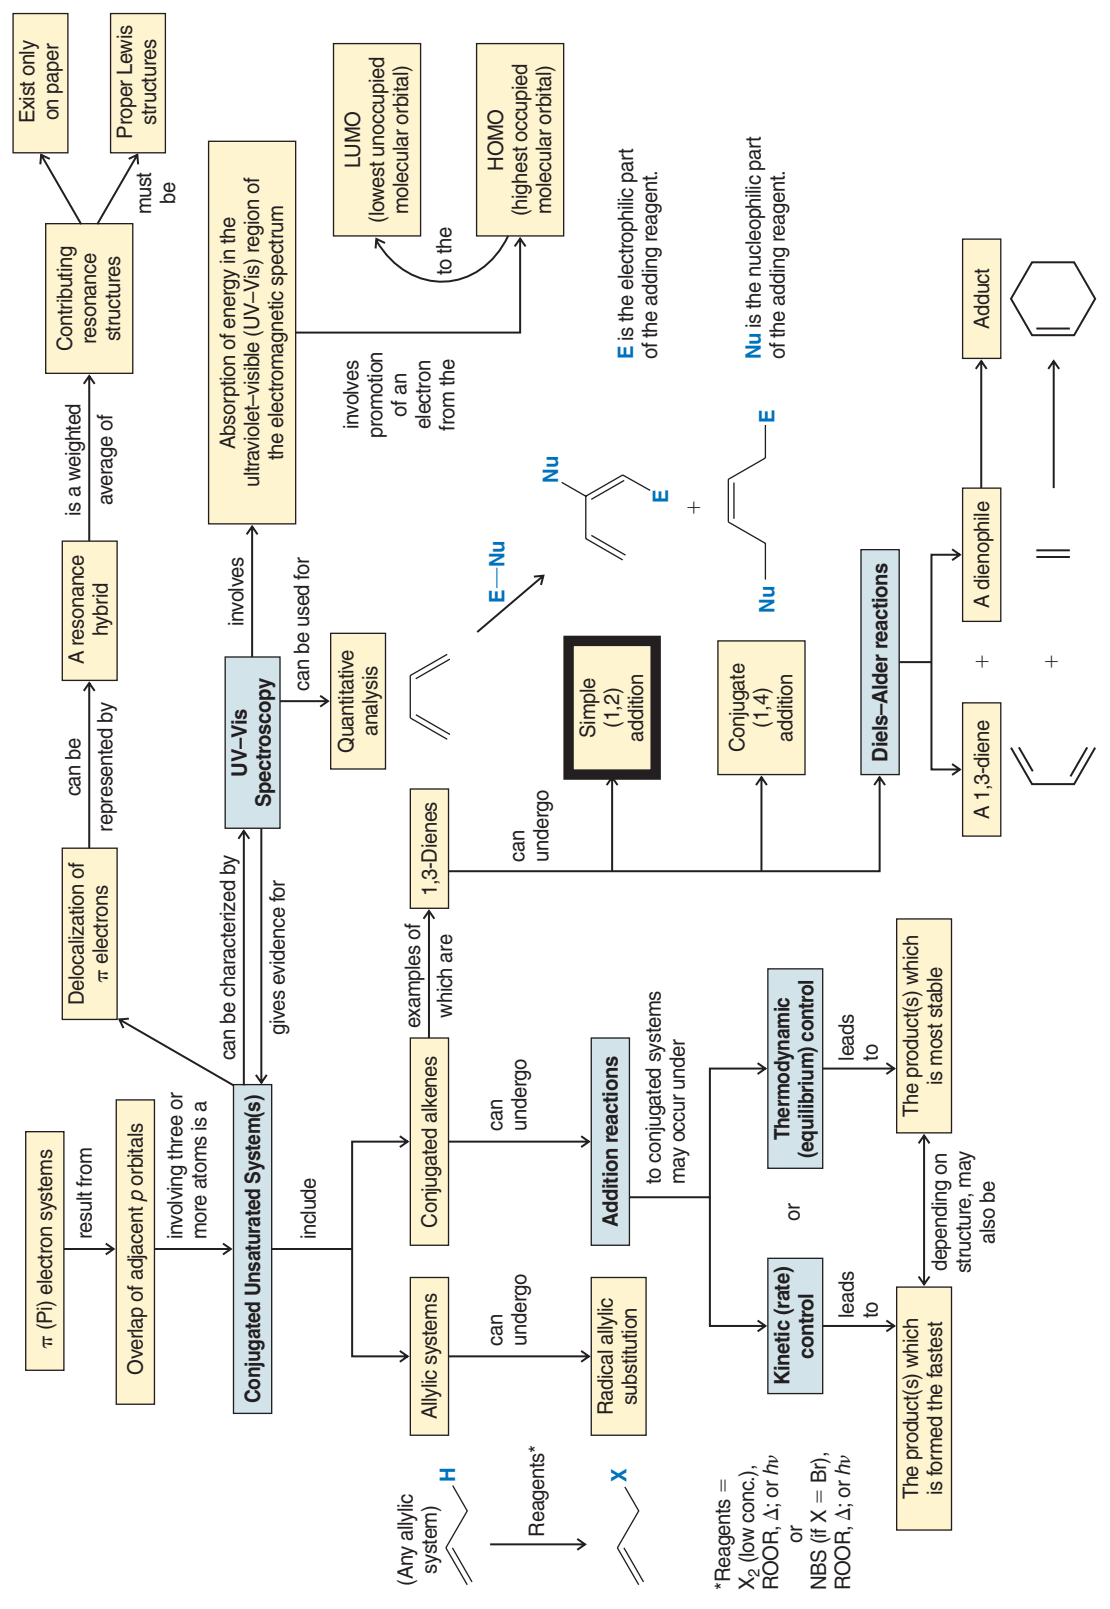 π (Pi) electron systems
result from
Overlap of adjacent p orbitals
involving three or
more atoms is a
Conjugated Unsaturated System(s)
include
Delocalization of
π electrons
can be
represented by
A resonance
hybrid
is a weighted
average of
Contributing
resonance
structures
must
be
Exist only
on paper
Proper Lewis
structures
can be characterized by
gives evidence for
UV–Vis
Spectroscopy
involves
can be used for
Quantitative
analysis
Absorption of energy in the
ultraviolet–visible (UV–Vis) region of
the electromagnetic spectrum
involves
promotion
of an
electron
from the
LUMO
(lowest unoccupied
molecular orbital)
to the
HOMO
(highest occupied
molecular orbital)
(Any allylic
system)
H
Reagents*
X
*Reagents =
X₂ (low conc.),
ROOR, Δ; or hν
or
NBS (if X = Br),
ROOR, Δ; or hν
Allylic systems
can
undergo
Radical allylic
substitution
Conjugated alkenes
can
undergo
Addition reactions
to conjugated systems
may occur under
Kinetic (rate)
control
or
Thermodynamic
(equilibrium) control
leads
to
leads
to
The product(s) which
is formed the fastest
depending on
structure, may
also be
The product(s) which
is most stable
examples of
which are
1,3-Dienes
can
undergo
Simple
(1,2)
addition
Conjugate
(1,4)
addition
Diels–Alder reactions
E—Nu
Nu
E
+
Nu
E
E is the electrophilic part
of the adding reagent.
Nu is the nucleophilic part
of the adding reagent.
A 1,3-diene
+
A dienophile
Adduct
+